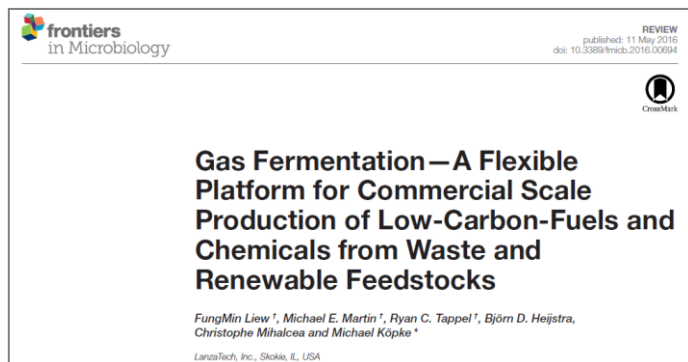 frontiers
in Microbiology
REVIEW
published: 11 May 2016
doi: 10.3389/fmicb.2016.00694
CrossMark
Gas Fermentation—A Flexible
Platform for Commercial Scale
Production of Low-Carbon-Fuels and
Chemicals from Waste and
Renewable Feedstocks
FungMin Liew †, Michael E. Martin †, Ryan C. Tappel †, Björn D. Heijstra,
Christophe Mihalcea and Michael Köpke *
LanzaTech, Inc., Skokie, IL, USA